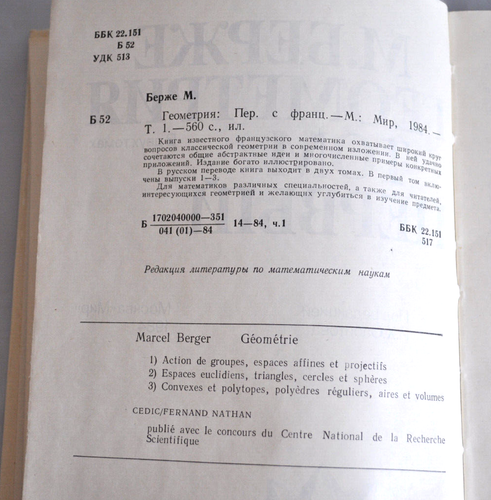 ББК 22.151
Б 52
УДК 513
Берже М.
Б 52
Геометрия: Пер. с франц.—М.: Мир, 1984.—
Т. 1.—560 с., ил.
Книга известного французского математика охватывает широкий круг
вопросов классической геометрии в современном изложении. В ней удачно
сочетаются общие абстрактные идеи и многочисленные примеры конкретных
приложений. Издание богато иллюстрировано.
В русском переводе книга выходит в двух томах. В первый том вклю-
чены выпуски 1—3.
Для математиков различных специальностей, а также для читателей,
интересующихся геометрией и желающих углубиться в изучение предмета.
Б 1702040000—351
041 (01)—84
14—84, ч.1
ББК 22.151
517
Редакция литературы по математическим наукам
Marcel Berger Géométrie
1) Action de groupes, espaces affines et projectifs
2) Espaces euclidiens, triangles, cercles et sphères
3) Convexes et polytopes, polyèdres réguliers, aires et volumes
CEDIC/FERNAND NATHAN
publié avec le concours du Centre National de la Recherche
Scientifique